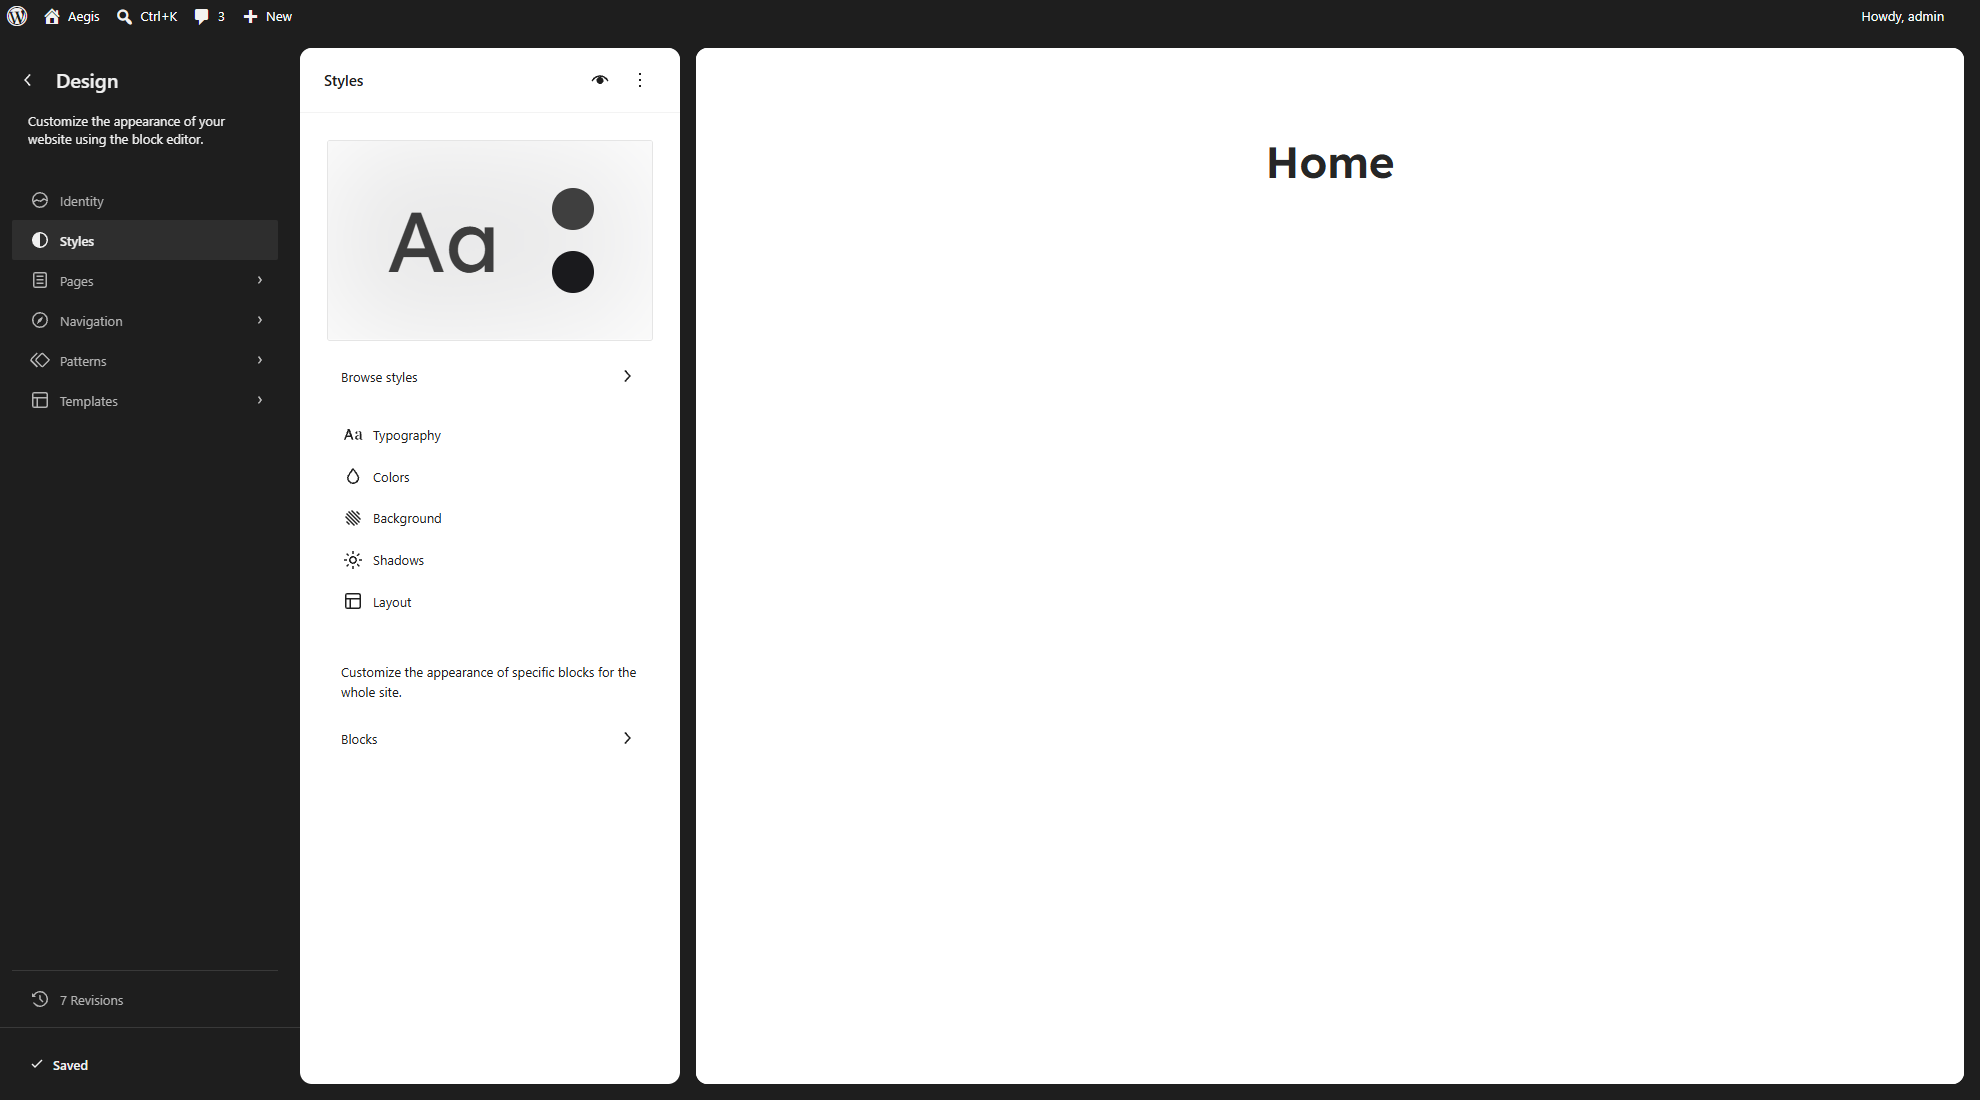 Aegis
Ctrl+K
3
New
Howdy, admin
Design
Customize the appearance of your
website using the block editor.
Identity
Styles
Pages
Navigation
Patterns
Templates
7 Revisions
Saved
Styles
Aa
Browse styles
Aa Typography
Colors
Background
Shadows
Layout
Customize the appearance of specific blocks for the
whole site.
Blocks
Home